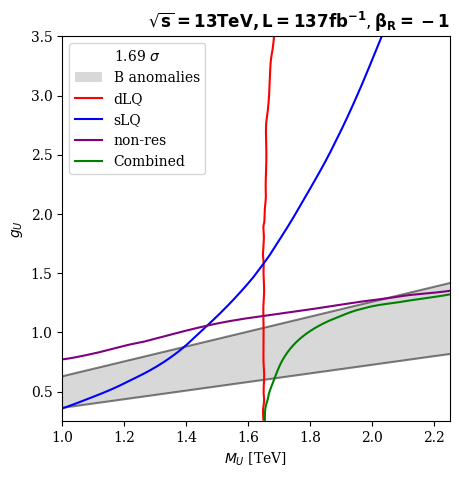 √s = 13TeV, L = 137fb⁻¹, β_R = −1
1.69 σ
B anomalies
dLQ
sLQ
non-res
Combined
3.5
3.0
2.5
2.0
1.5
1.0
0.5
g_U
1.0 1.2 1.4 1.6 1.8 2.0 2.2
M_U [TeV]